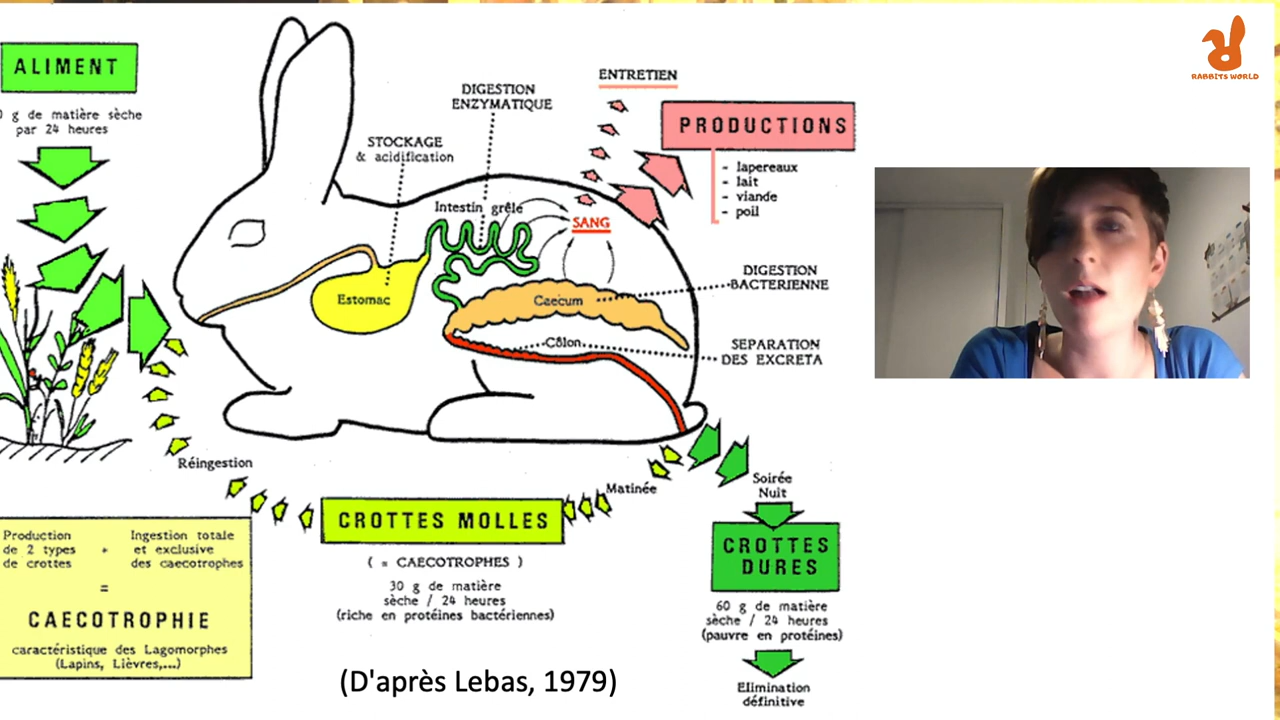 RABBITS WORLD
ALIMENT
g de matière sèche
par 24 heures
STOCKAGE
& acidification
DIGESTION
ENZYMATIQUE
ENTRETIEN
PRODUCTIONS
- lapereaux
- lait
- viande
- poil
Intestin grêle
SANG
Estomac
Caecum
Côlon
DIGESTION
BACTERIENNE
SEPARATION
DES EXCRETA
Réingestion
Matinée
Soirée
Nuit
CROTTES MOLLES
( = CAECOTROPHES )
30 g de matière
sèche / 24 heures
(riche en protéines bactériennes)
CROTTES
DURES
60 g de matière
sèche / 24 heures
(pauvre en protéines)
Elimination
définitive
Production
de 2 types
de crottes
+
Ingestion totale
et exclusive
des caecotrophes
=
CAECOTROPHIE
caractéristique des Lagomorphes
(Lapins, Lièvres,...)
(D'après Lebas, 1979)